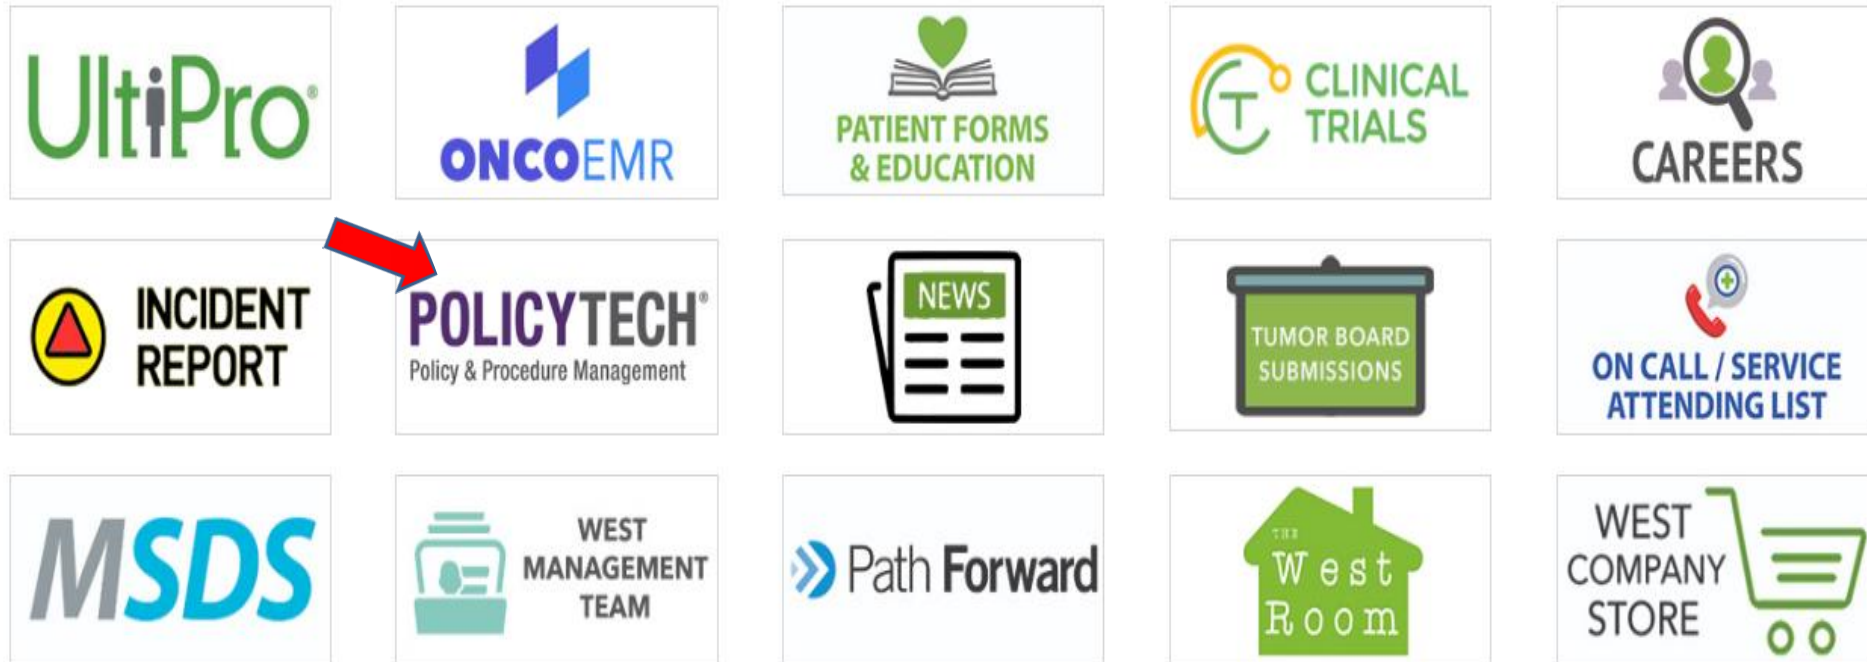 UltiPro®
ONCOEMR
PATIENT FORMS
& EDUCATION
CT
CLINICAL
TRIALS
CAREERS
INCIDENT
REPORT
POLICYTECH®
Policy & Procedure Management
NEWS
TUMOR BOARD
SUBMISSIONS
ON CALL / SERVICE
ATTENDING LIST
MSDS
WEST
MANAGEMENT
TEAM
Path Forward
THE
West
Room
WEST
COMPANY
STORE